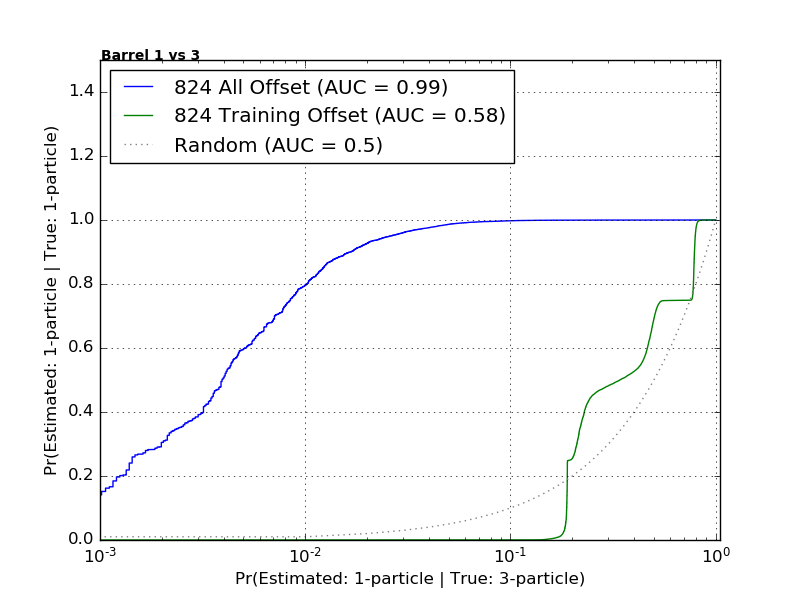 Barrel 1 vs 3
824 All Offset (AUC = 0.99)
824 Training Offset (AUC = 0.58)
Random (AUC = 0.5)
Pr(Estimated: 1-particle | True: 1-particle)
1.4
1.2
1.0
0.8
0.6
0.4
0.2
0.0
10^-3
10^-2
10^-1
10^0
Pr(Estimated: 1-particle | True: 3-particle)